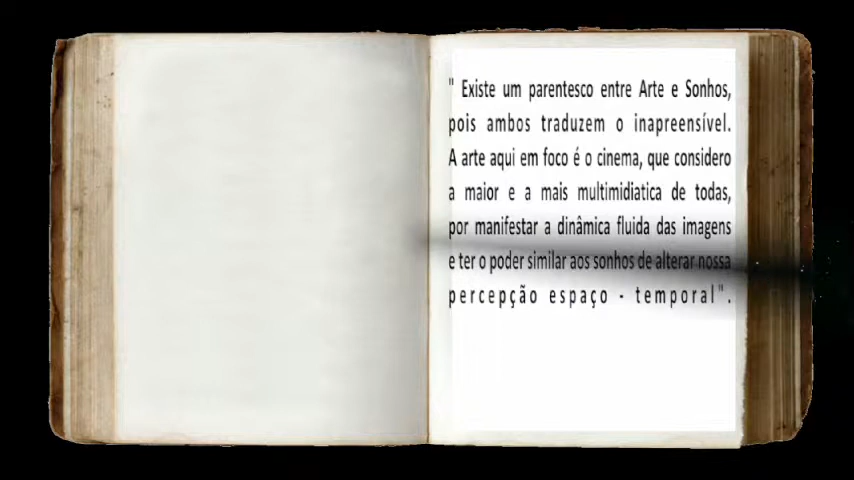 " Existe um parentesco entre Arte e Sonhos,
pois ambos traduzem o inapreensível.
A arte aqui em foco é o cinema, que considero
a maior e a mais multimidiatica de todas,
por manifestar a dinâmica fluida das imagens
e ter o poder similar aos sonhos de alterar nossa
percepção espaço - temporal".